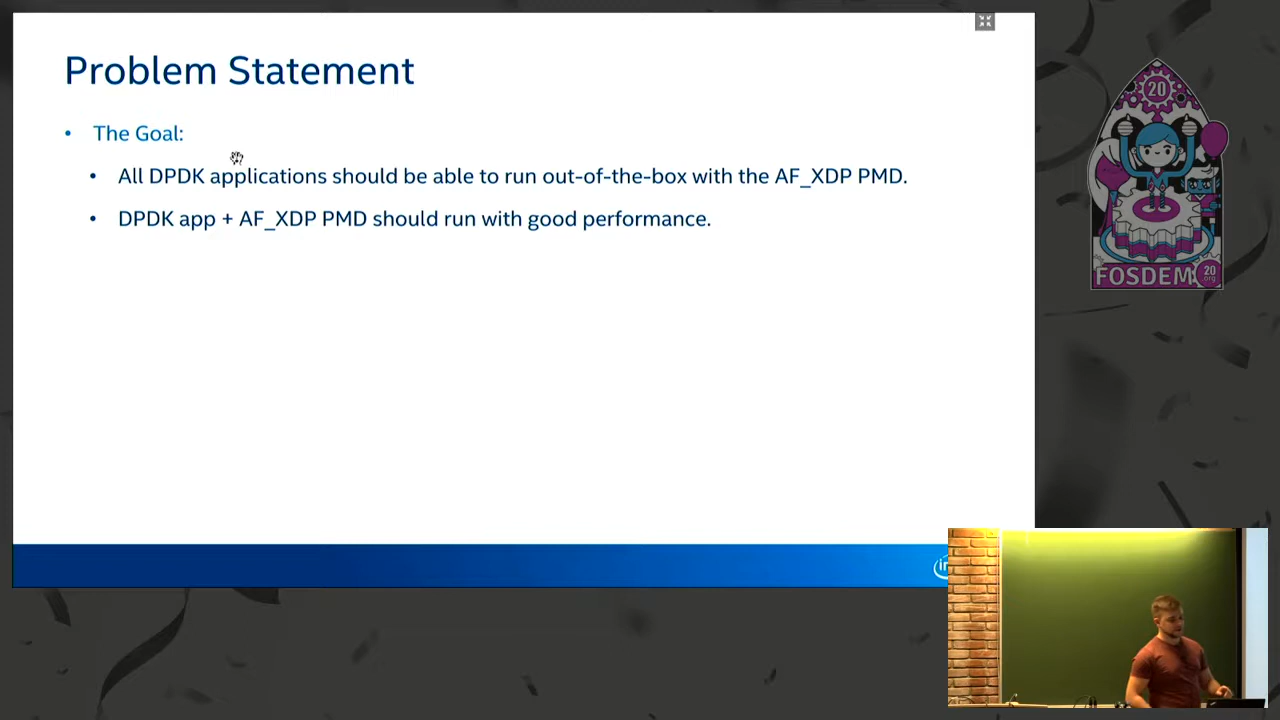 Problem Statement
• The Goal:
• All DPDK applications should be able to run out-of-the-box with the AF_XDP PMD.
• DPDK app + AF_XDP PMD should run with good performance.
20
FOSDEM
20
.org